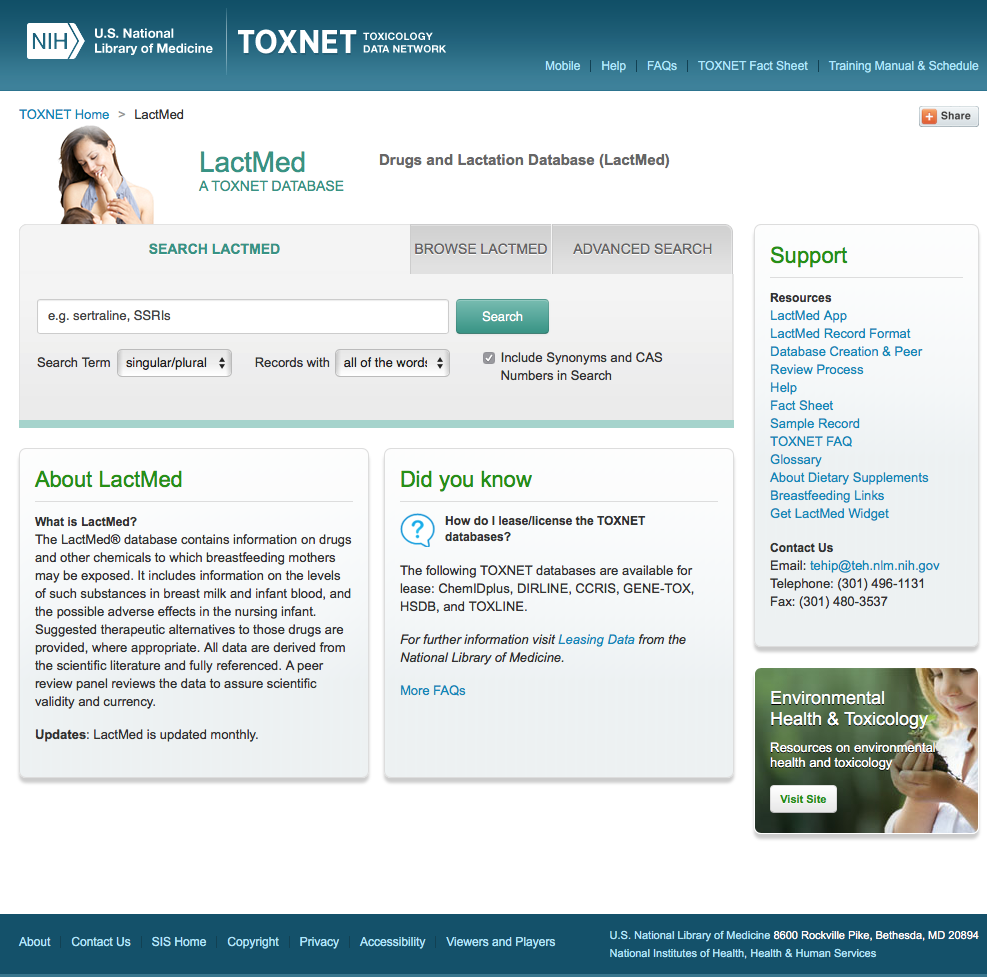 NIH
U.S. National
Library of Medicine
TOXNET
TOXICOLOGY
DATA NETWORK
Mobile
Help
FAQs
TOXNET Fact Sheet
Training Manual & Schedule
TOXNET Home > LactMed
Share
LactMed
A TOXNET DATABASE
Drugs and Lactation Database (LactMed)
SEARCH LACTMED
BROWSE LACTMED
ADVANCED SEARCH
e.g. sertraline, SSRIs
Search
Search Term
singular/plural
Records with
all of the words
Include Synonyms and CAS
Numbers in Search
About LactMed
What is LactMed?
The LactMed® database contains information on drugs
and other chemicals to which breastfeeding mothers
may be exposed. It includes information on the levels
of such substances in breast milk and infant blood, and
the possible adverse effects in the nursing infant.
Suggested therapeutic alternatives to those drugs are
provided, where appropriate. All data are derived from
the scientific literature and fully referenced. A peer
review panel reviews the data to assure scientific
validity and currency.
Updates: LactMed is updated monthly.
Did you know
How do I lease/license the TOXNET
databases?
The following TOXNET databases are available for
lease: ChemIDplus, DIRLINE, CCRIS, GENE-TOX,
HSDB, and TOXLINE.
For further information visit Leasing Data from the
National Library of Medicine.
More FAQs
Support
Resources
LactMed App
LactMed Record Format
Database Creation & Peer
Review Process
Help
Fact Sheet
Sample Record
TOXNET FAQ
Glossary
About Dietary Supplements
Breastfeeding Links
Get LactMed Widget
Contact Us
Email: tehip@teh.nlm.nih.gov
Telephone: (301) 496-1131
Fax: (301) 480-3537
Environmental
Health & Toxicology
Resources on environmental
health and toxicology
Visit Site
About
Contact Us
SIS Home
Copyright
Privacy
Accessibility
Viewers and Players
U.S. National Library of Medicine 8600 Rockville Pike, Bethesda, MD 20894
National Institutes of Health, Health & Human Services